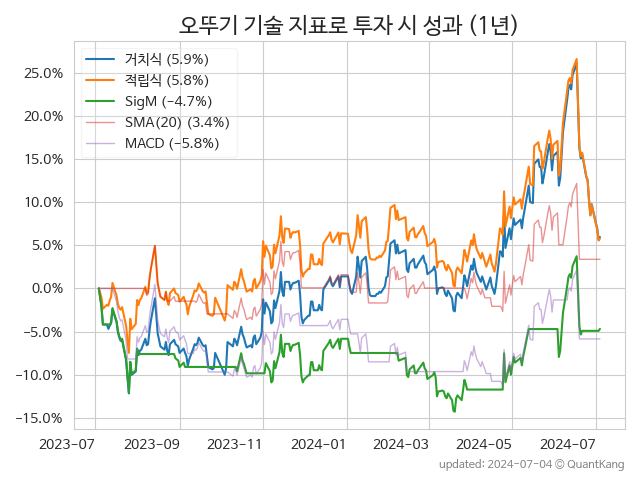 오뚜기 기술 지표로 투자 시 성과 (1년)
거치식 (5.9%)
적립식 (5.8%)
SigM (−4.7%)
SMA(20) (3.4%)
MACD (−5.8%)
25.0%
20.0%
15.0%
10.0%
5.0%
0.0%
−5.0%
−10.0%
−15.0%
2023-07 2023-09 2023-11 2024-01 2024-03 2024-05 2024-07
updated: 2024-07-04 © QuantKang